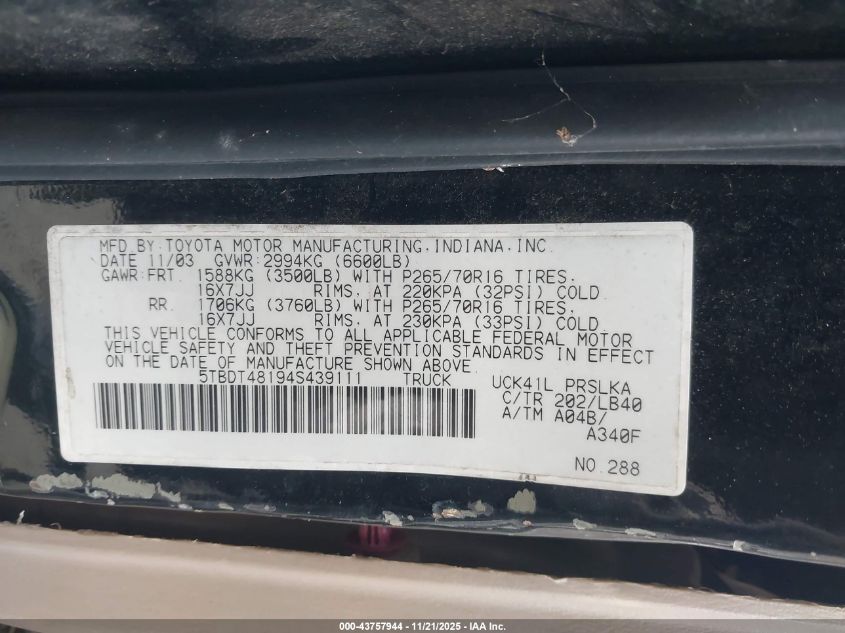 MFD.BY:TOYOTA MOTOR MANUFACTURING,INDIANA,INC.
DATE 11/03 GVWR:2994KG (6600LB)
GAWR:FRT. 1588KG (3500LB) WITH P265/70R16 TIRES.
16X7JJ RIMS. AT 220KPA (32PSI) COLD
RR. 1706KG (3760LB) WITH P265/70R16 TIRES.
16X7JJ RIMS. AT 230KPA (33PSI) COLD
THIS VEHICLE CONFORMS TO ALL APPLICABLE FEDERAL MOTOR
VEHICLE SAFETY AND THEFT PREVENTION STANDARDS IN EFFECT
ON THE DATE OF MANUFACTURE SHOWN ABOVE.
5TBDT48194S439111 TRUCK UCK41L PRSLKA
C/TR 202/LB40
A/TM A04B/
A340F
NO.288
000-43757944 - 11/21/2025 - IAA Inc.